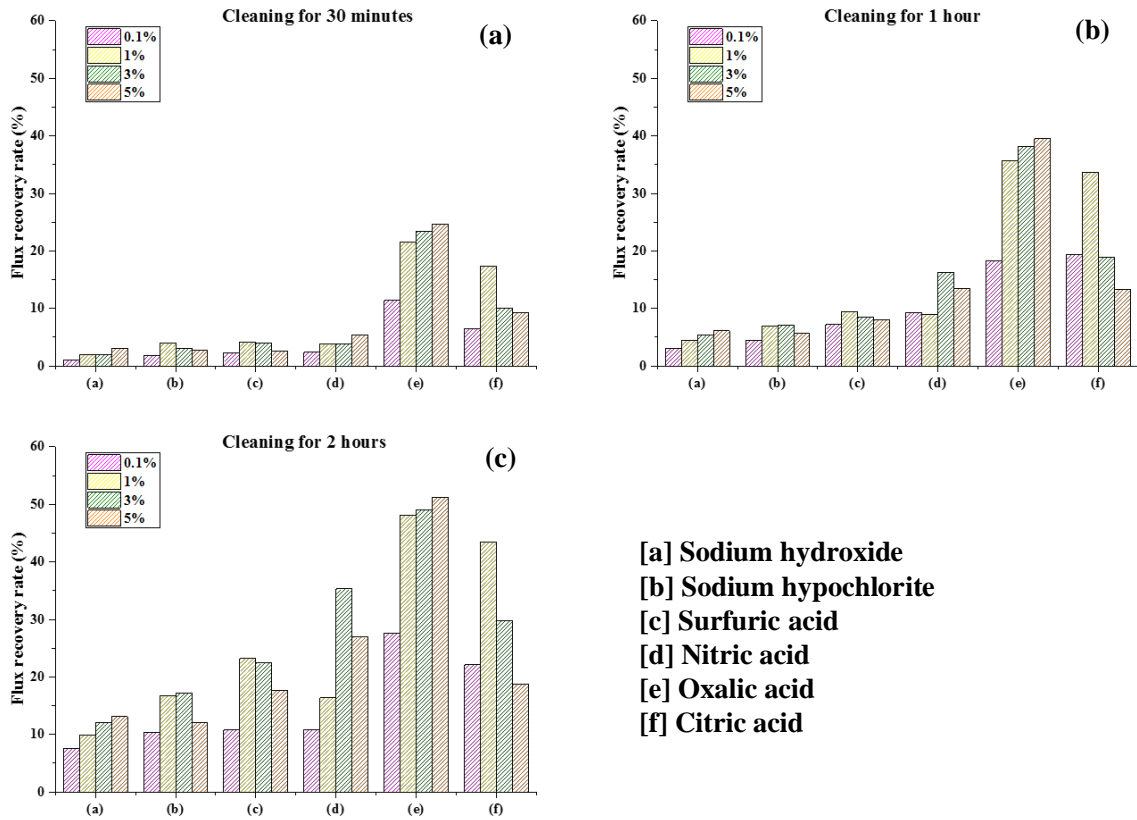 Cleaning for 30 minutes
(a)
0.1%
1%
3%
5%
Flux recovery rate (%)
60
50
40
30
20
10
0
(a) (b) (c) (d) (e) (f)
Cleaning for 1 hour
(b)
0.1%
1%
3%
5%
Flux recovery rate (%)
60
50
40
30
20
10
0
(a) (b) (c) (d) (e) (f)
Cleaning for 2 hours
(c)
0.1%
1%
3%
5%
Flux recovery rate (%)
60
50
40
30
20
10
0
(a) (b) (c) (d) (e) (f)
[a] Sodium hydroxide
[b] Sodium hypochlorite
[c] Surfuric acid
[d] Nitric acid
[e] Oxalic acid
[f] Citric acid